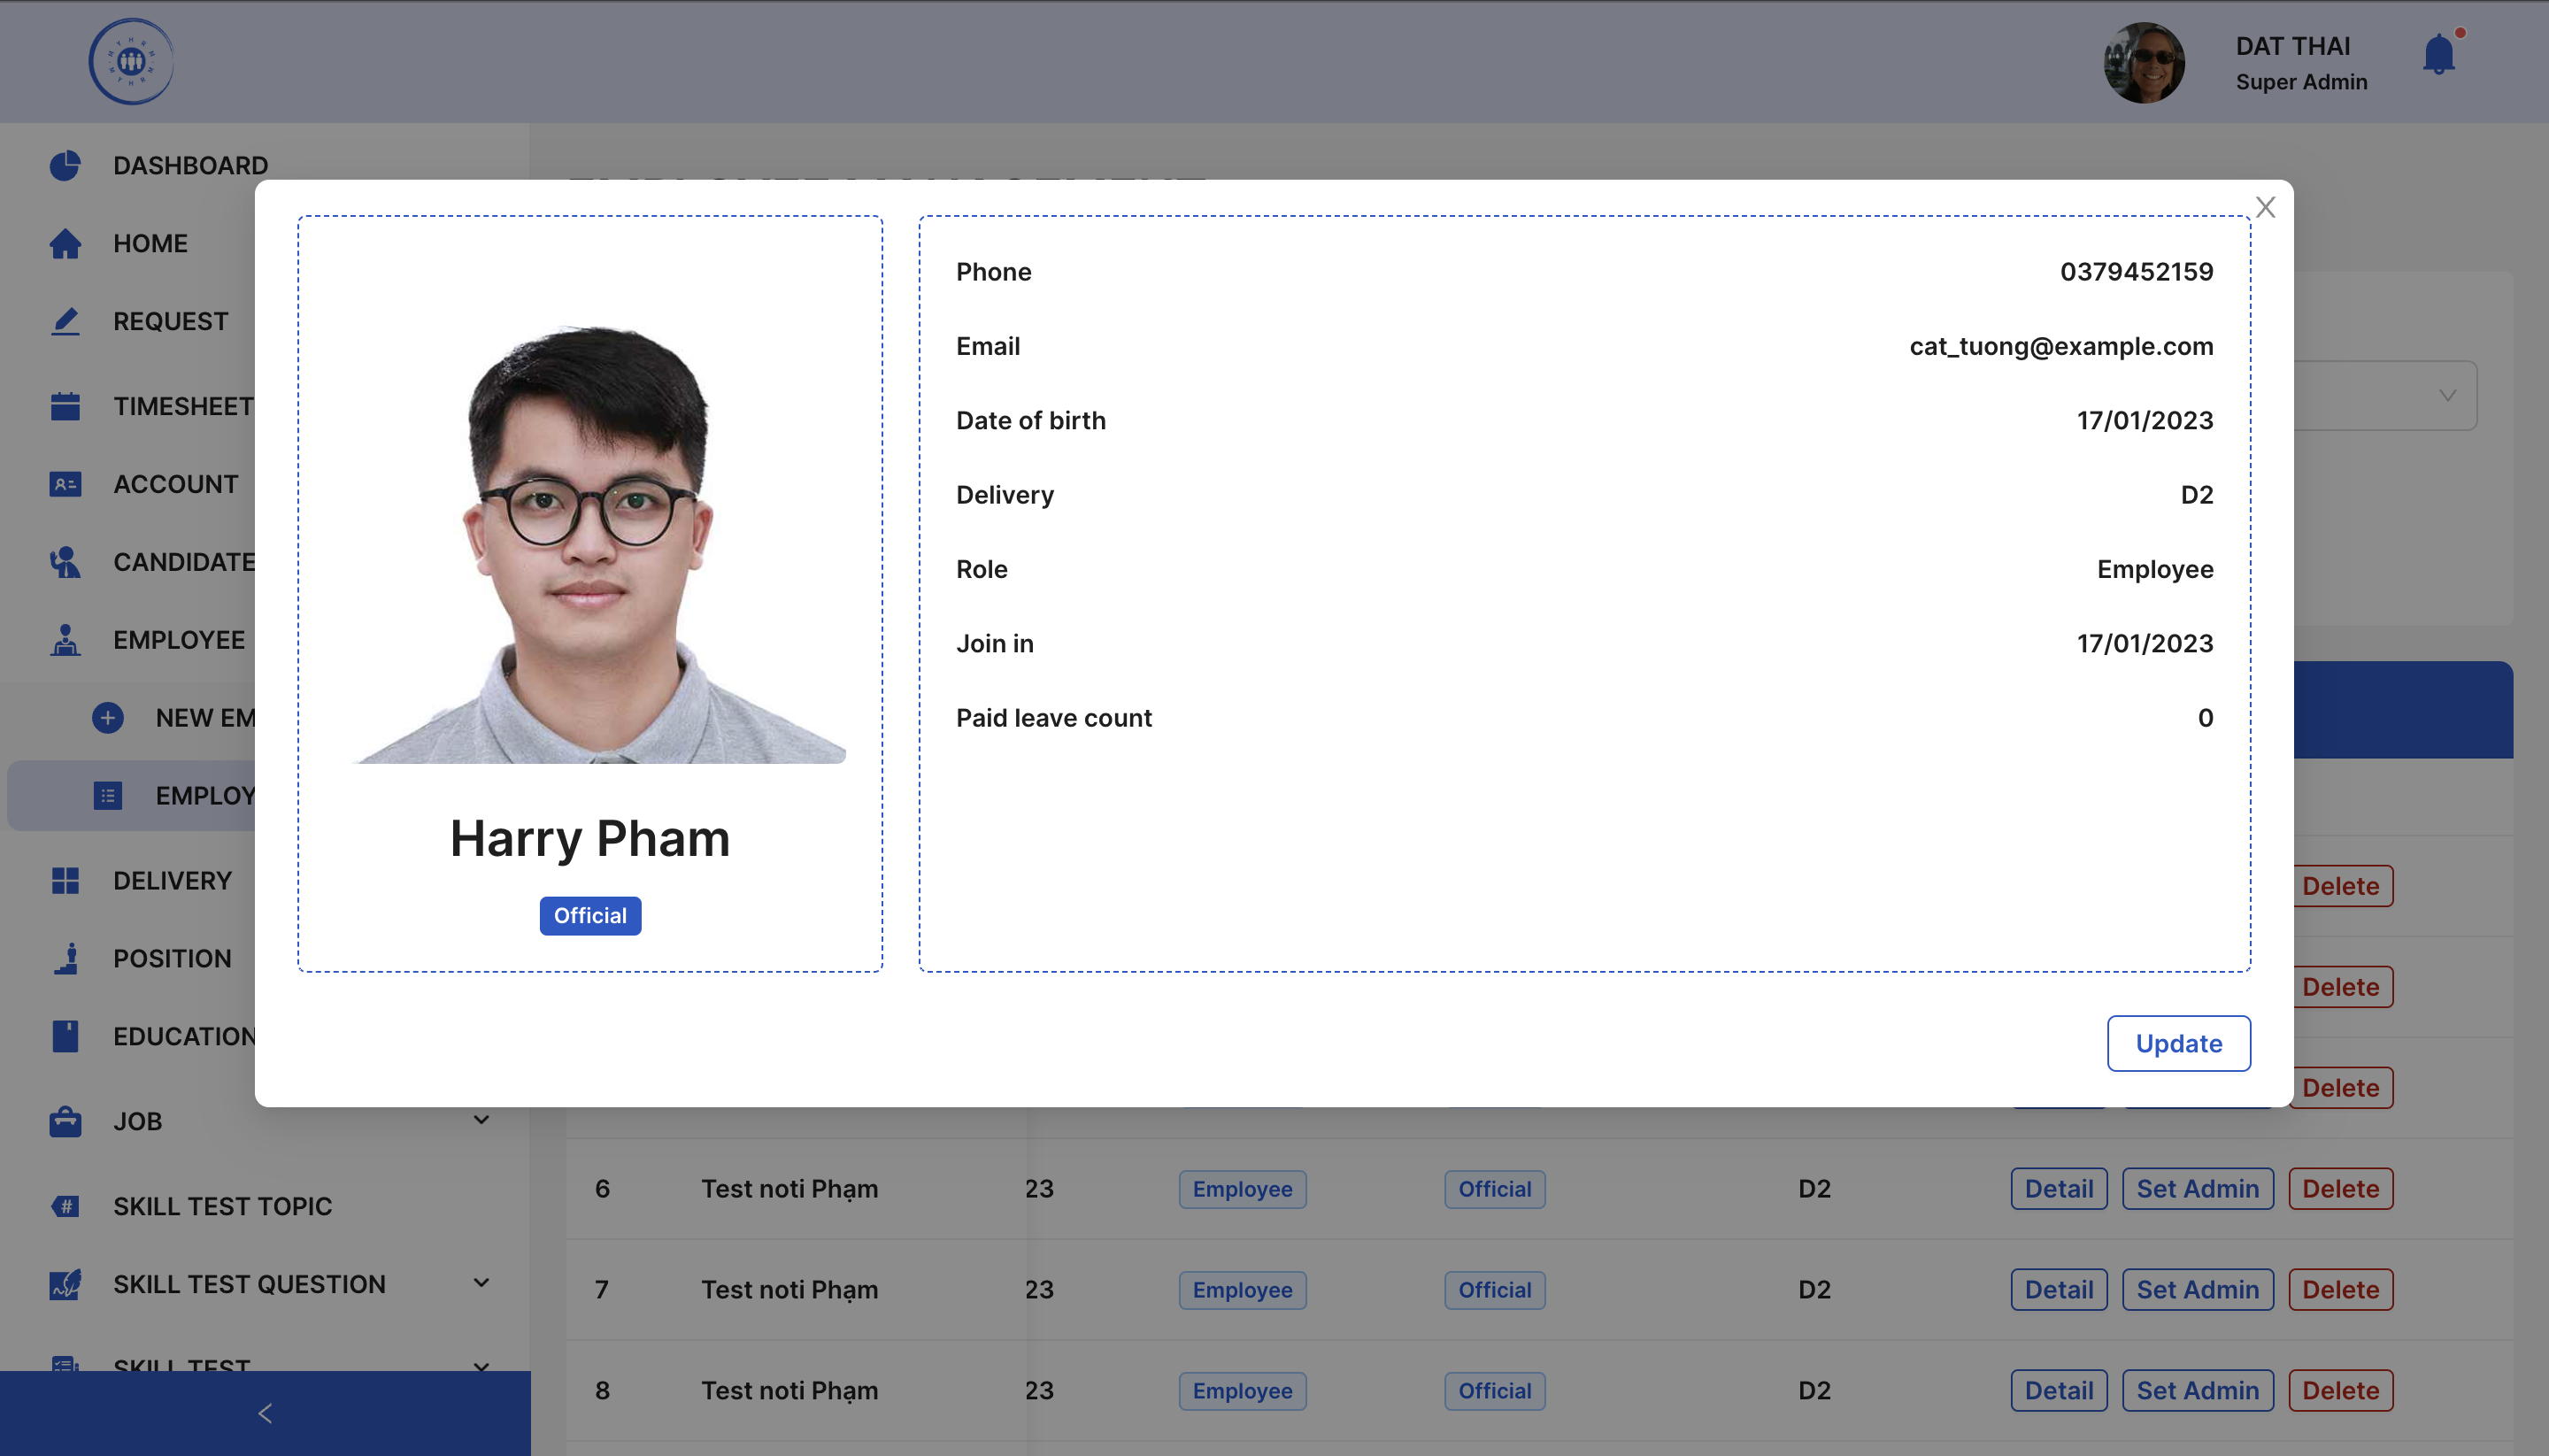 DAT THAI
Super Admin
DASHBOARD
HOME
REQUEST
TIMESHEET
ACCOUNT
CANDIDATE
EMPLOYEE
NEW EM
EMPLOY
DELIVERY
POSITION
EDUCATION
JOB
SKILL TEST TOPIC
SKILL TEST QUESTION
SKILL TEST
EMPLOYEE MANAGEMENT
Harry Pham
Official
Phone 0379452159
Email cat_tuong@example.com
Date of birth 17/01/2023
Delivery D2
Role Employee
Join in 17/01/2023
Paid leave count 0
Update
Delete
Delete
Delete
6 Test noti Phạm 23 Employee Official D2 Detail Set Admin Delete
7 Test noti Phạm 23 Employee Official D2 Detail Set Admin Delete
8 Test noti Phạm 23 Employee Official D2 Detail Set Admin Delete